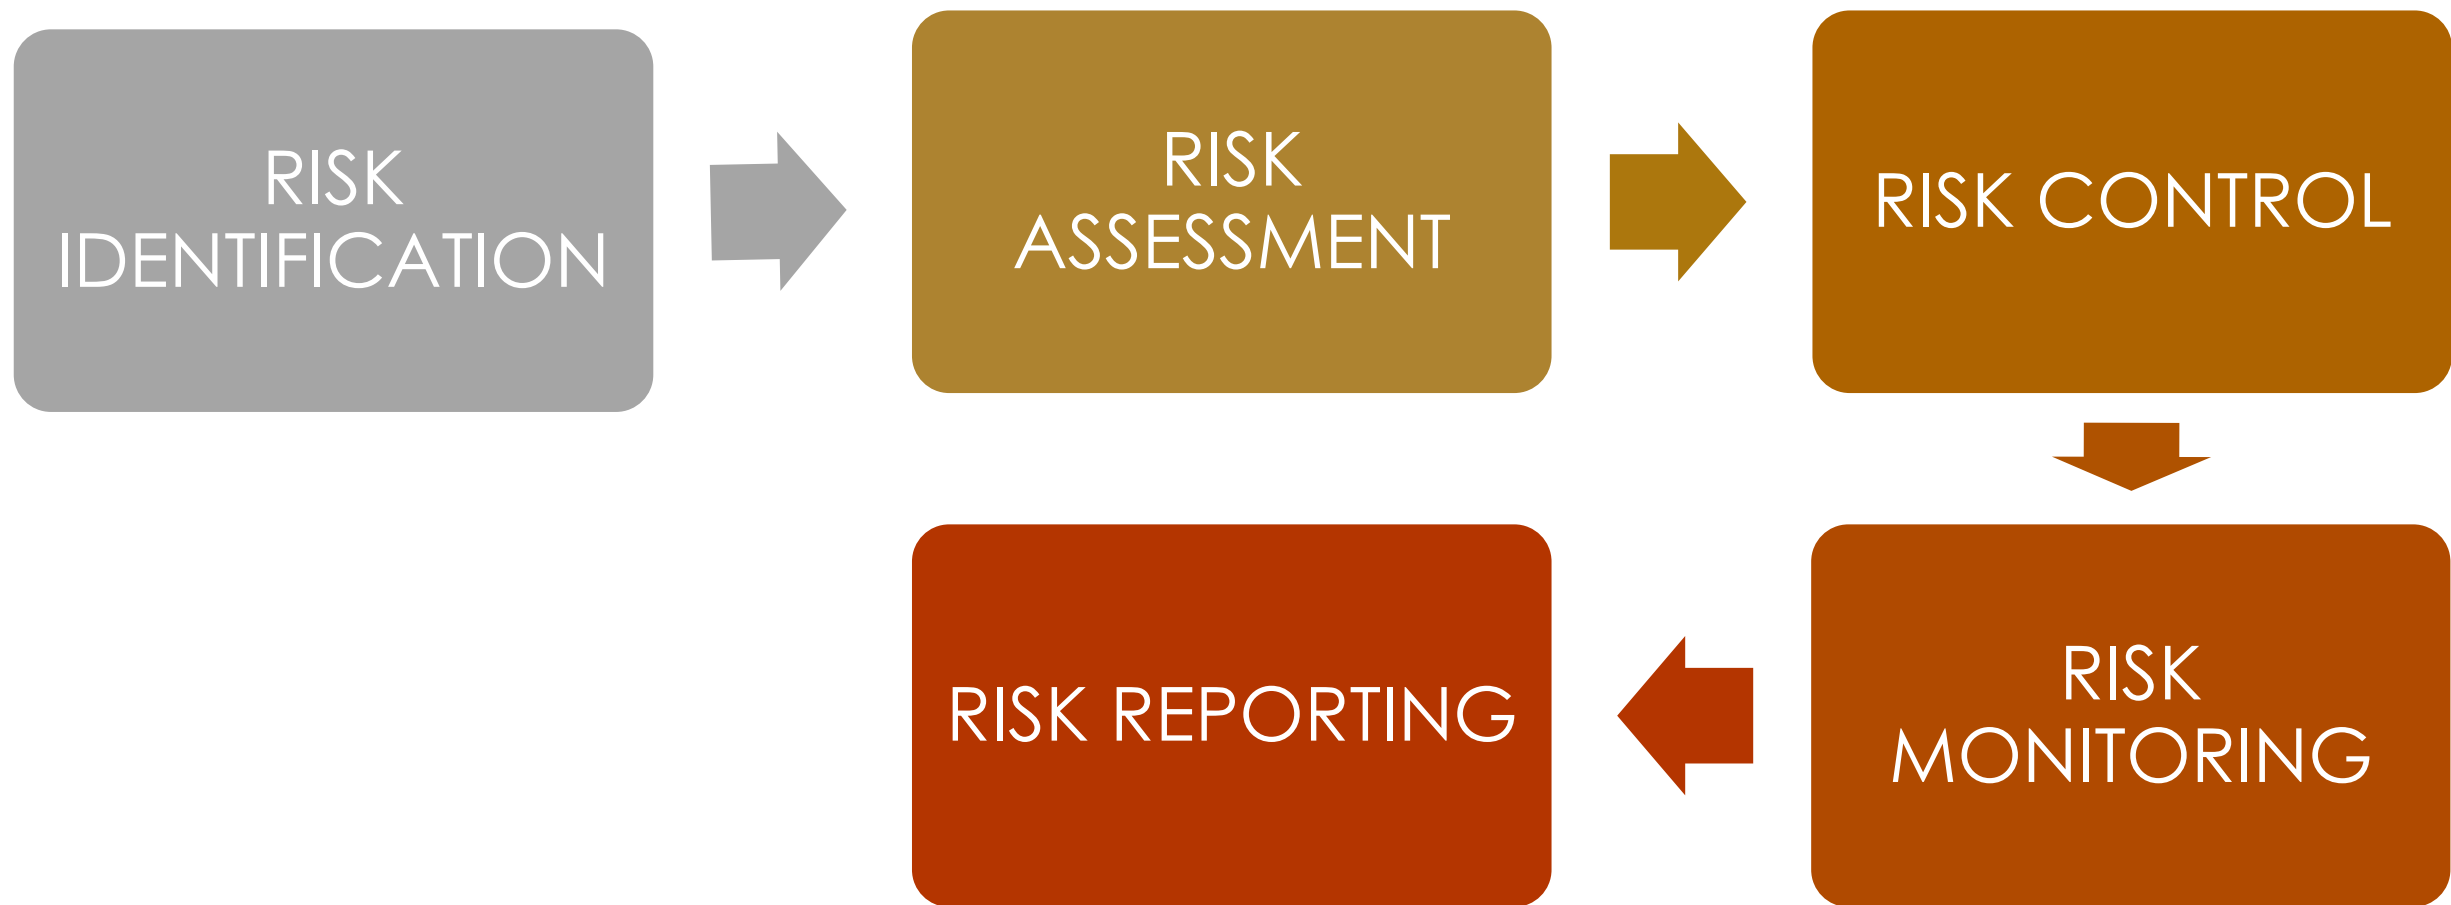 RISK
IDENTIFICATION
RISK
ASSESSMENT
RISK CONTROL
RISK
MONITORING
RISK REPORTING